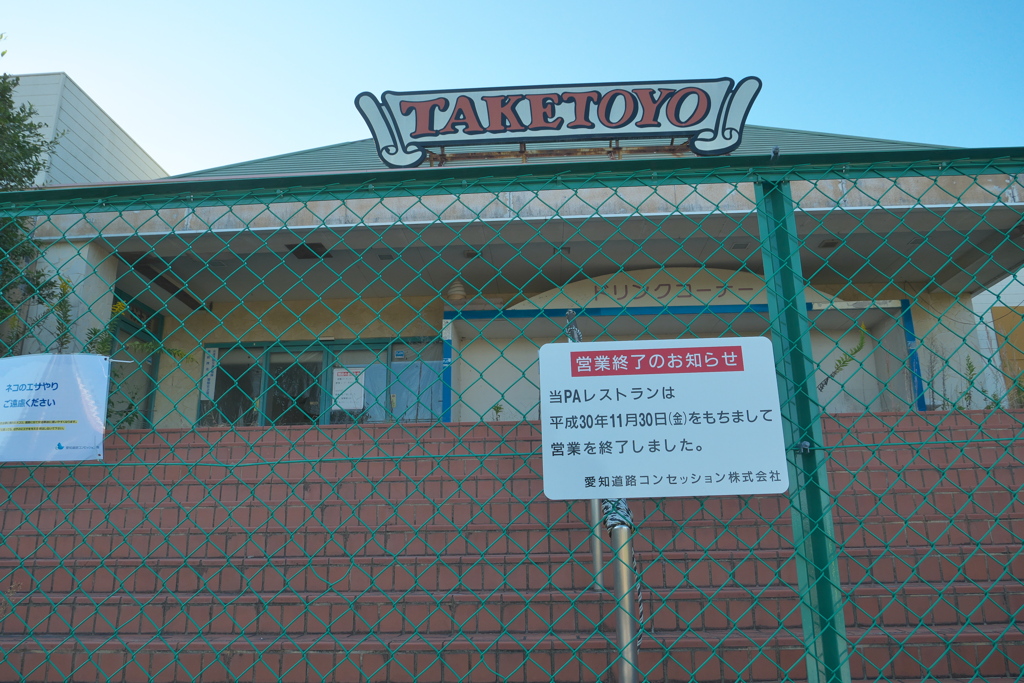 TAKETOYO
ドリンクコーナー
営業終了のお知らせ
当PAレストランは
平成30年11月30日(金)をもちまして
営業を終了しました。
愛知道路コンセッション株式会社
ネコのエサやり
ご遠慮ください